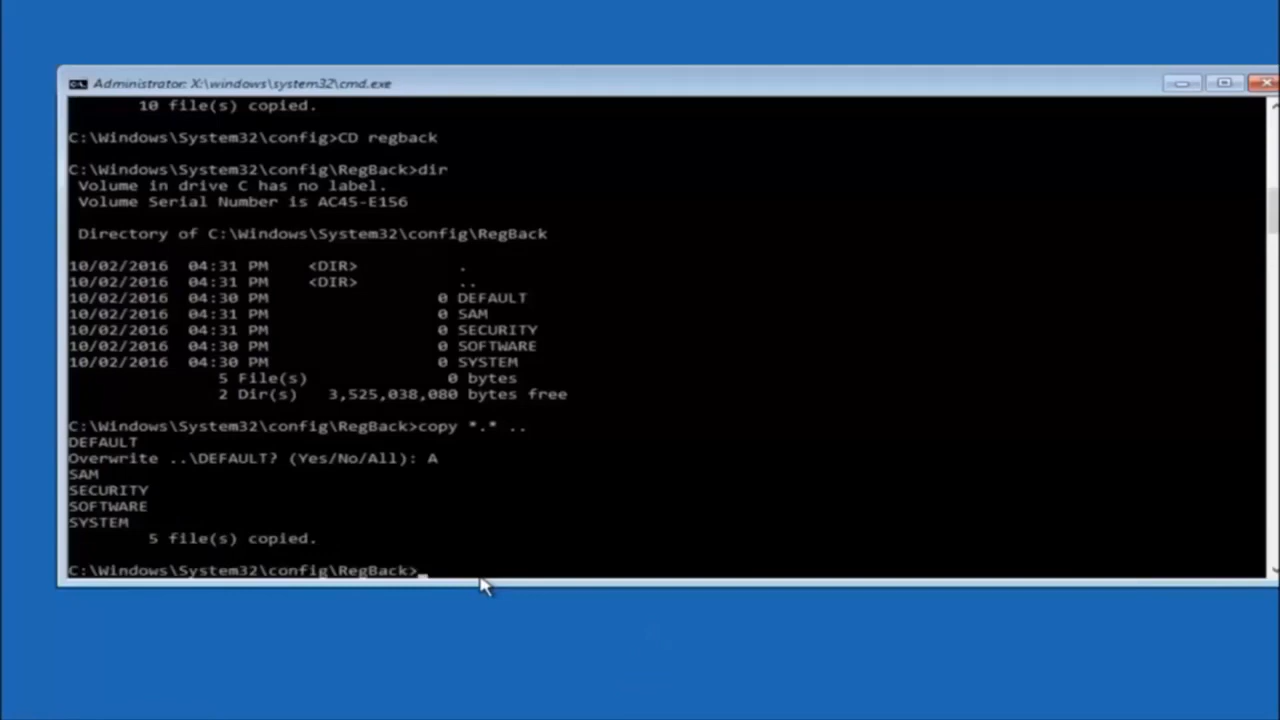 Administrator: X:\windows\system32\cmd.exe
10 file(s) copied.
C:\Windows\System32\config>CD regback
C:\Windows\System32\config\RegBack>dir
Volume in drive C has no label.
Volume Serial Number is AC45-E156
Directory of C:\Windows\System32\config\RegBack
10/02/2016 04:31 PM <DIR> .
10/02/2016 04:31 PM <DIR> ..
10/02/2016 04:30 PM 0 DEFAULT
10/02/2016 04:31 PM 0 SAM
10/02/2016 04:31 PM 0 SECURITY
10/02/2016 04:30 PM 0 SOFTWARE
10/02/2016 04:30 PM 0 SYSTEM
5 File(s) 0 bytes
2 Dir(s) 3,525,038,080 bytes free
C:\Windows\System32\config\RegBack>copy *.* ..
DEFAULT
Overwrite ..\DEFAULT? (Yes/No/All): A
SAM
SECURITY
SOFTWARE
SYSTEM
5 file(s) copied.
C:\Windows\System32\config\RegBack>_